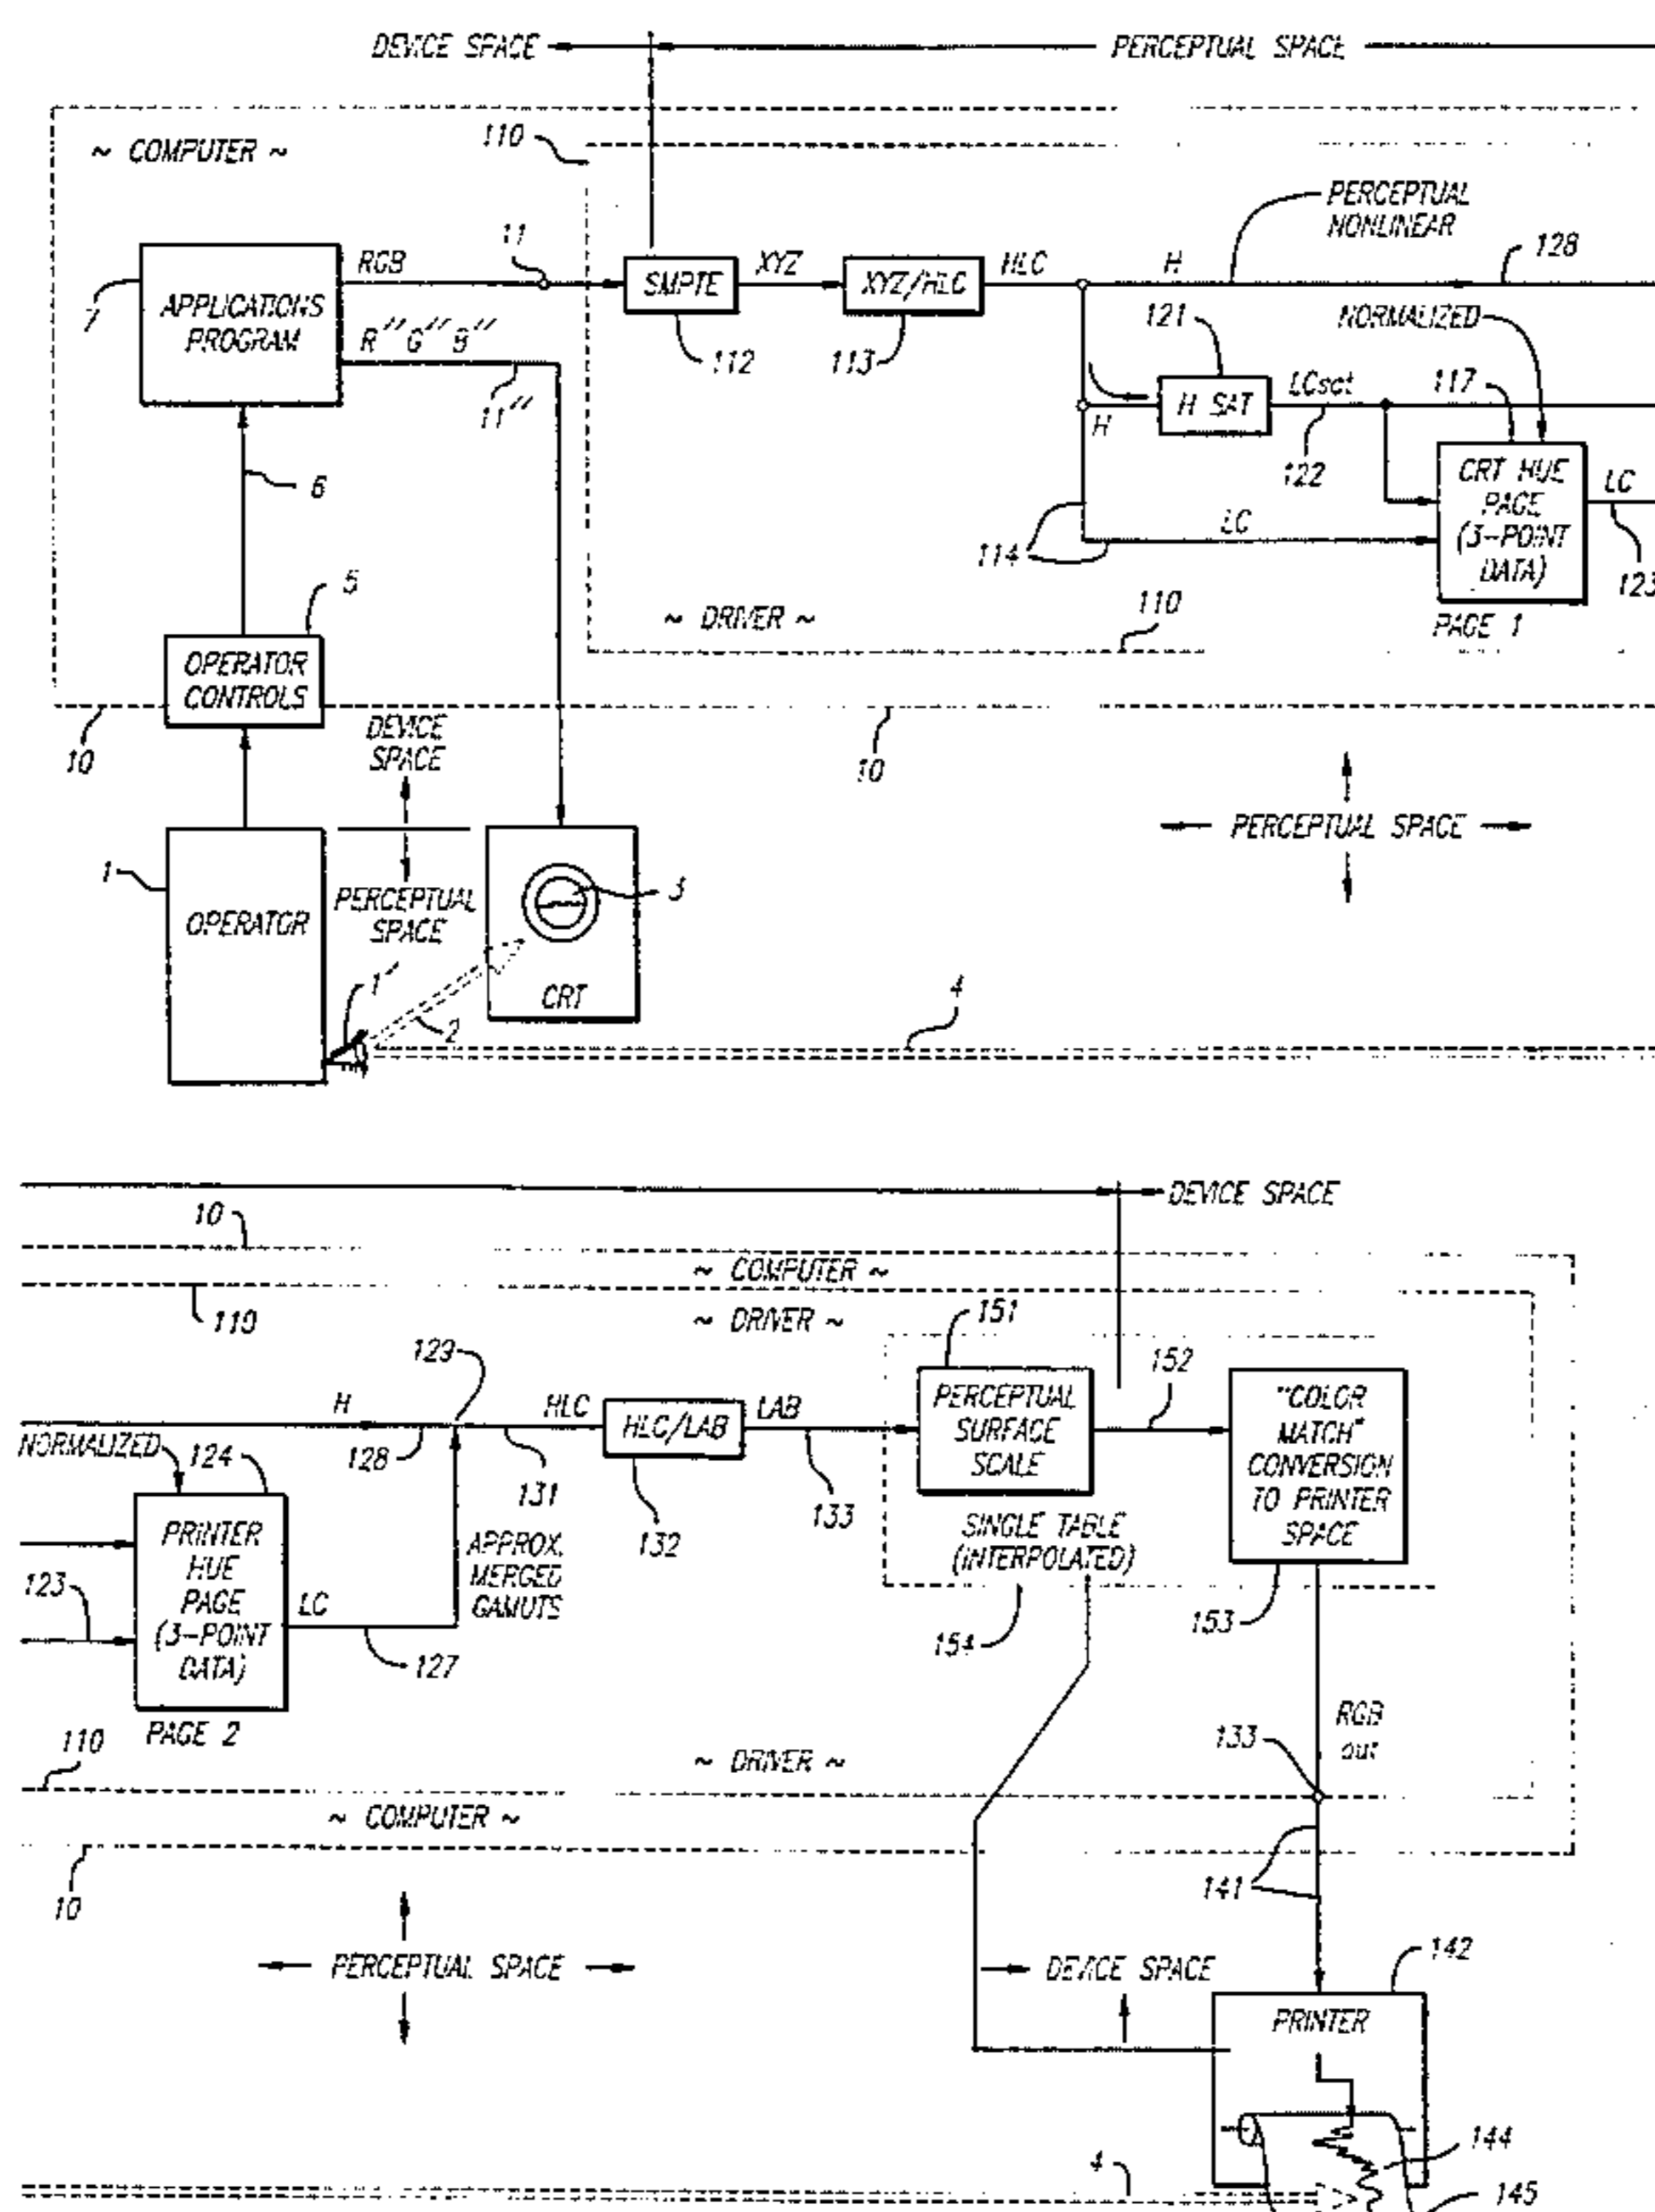 DEVICE SPACE
PERCEPTUAL SPACE
~ COMPUTER ~
110
PERCEPTUAL
NONLINEAR
128
7
APPLICATIONS
PROGRAM
RGB
11
SMPTE
112
XYZ
XYZ/HLC
113
HLC
H
NORMALIZED
R″G″B″
11″
121
H SAT
H
LCsat
122
117
CRT HUE
PAGE
(3-POINT
DATA)
LC
123
PAGE 1
6
114
LC
5
~ DRIVER ~
110
OPERATOR
CONTROLS
10
10
DEVICE
SPACE
PERCEPTUAL
SPACE
PERCEPTUAL SPACE
1
OPERATOR
3
CRT
1′
2
4
DEVICE SPACE
10
~ COMPUTER ~
110
~ DRIVER ~
151
129
152
H
128
HLC
131
HLC/LAB
132
LAB
133
PERCEPTUAL
SURFACE
SCALE
"COLOR
MATCH"
CONVERSION
TO PRINTER
SPACE
NORMALIZED
124
SINGLE TABLE
(INTERPOLATED)
PRINTER
HUE
PAGE
(3-POINT
DATA)
123
LC
127
APPROX.
MERGED
GAMUTS
154
153
PAGE 2
110
~ DRIVER ~
133
RGB
out
~ COMPUTER ~
10
141
PERCEPTUAL SPACE
DEVICE SPACE
142
PRINTER
144
4
145